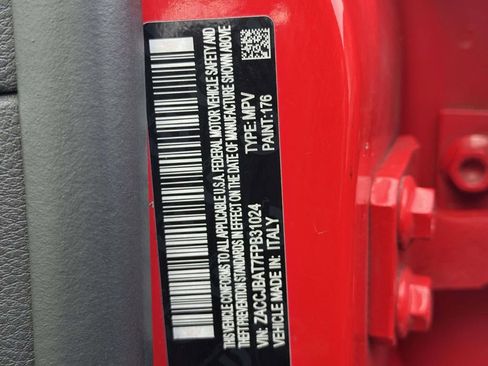 THIS VEHICLE CONFORMS TO ALL APPLICABLE U.S.A. FEDERAL MOTOR VEHICLE SAFETY AND
THEFT PREVENTION STANDARDS IN EFFECT ON THE DATE OF MANUFACTURE SHOWN ABOVE
VIN: ZACCJBAT7FPB31024 TYPE: MPV
VEHICLE MADE IN: ITALY PAINT: 176